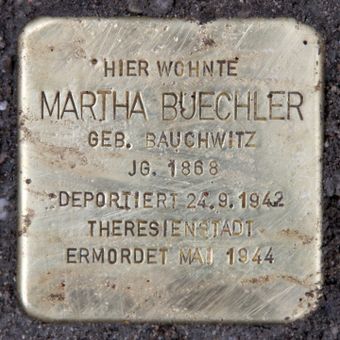 HIER WOHNTE
MARTHA BUECHLER
GEB. BAUCHWITZ
JG. 1868
DEPORTIERT 24.9.1942
THERESIENSTADT
ERMORDET MAI 1944